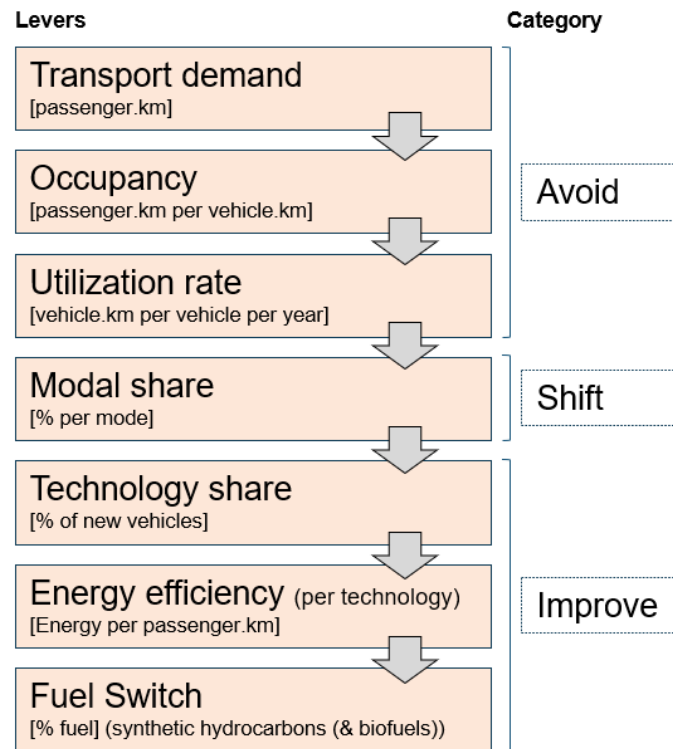 Levers
Category
Transport demand
[passenger.km]
Occupancy
[passenger.km per vehicle.km]
Avoid
Utilization rate
[vehicle.km per vehicle per year]
Modal share
[% per mode]
Shift
Technology share
[% of new vehicles]
Energy efficiency (per technology)
[Energy per passenger.km]
Improve
Fuel Switch
[% fuel] (synthetic hydrocarbons (& biofuels))